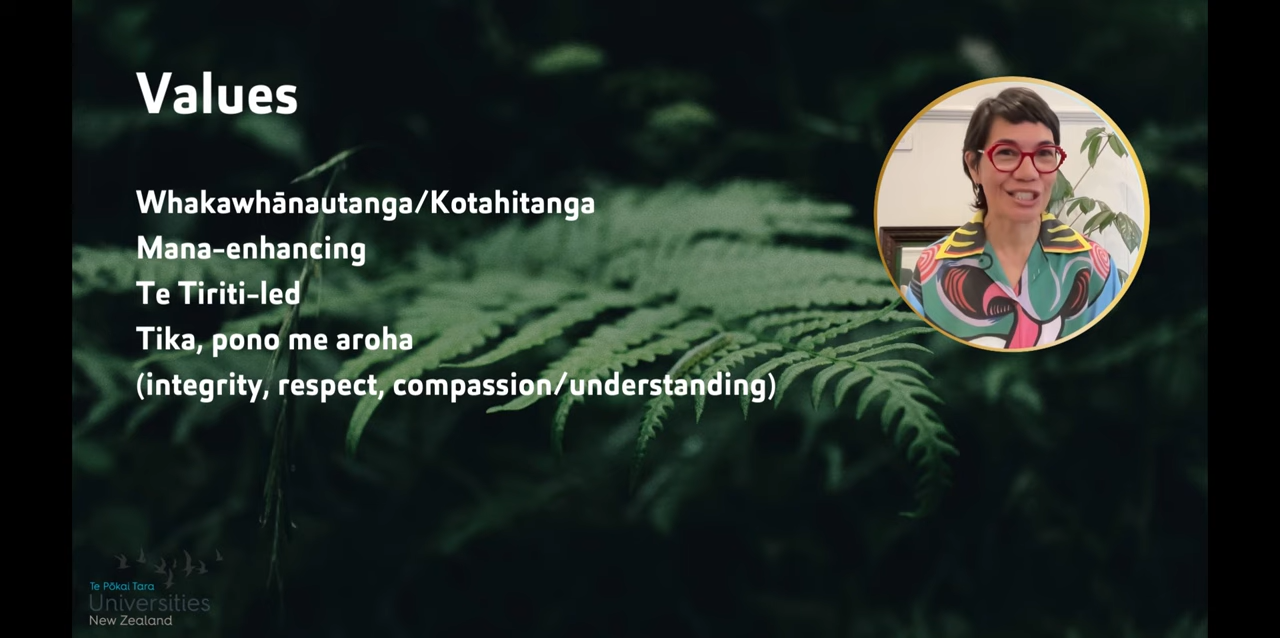 Values
Whakawhānautanga/Kotahitanga
Mana-enhancing
Te Tiriti-led
Tika, pono me aroha
(integrity, respect, compassion/understanding)
Te Pōkai Tara
Universities
New Zealand